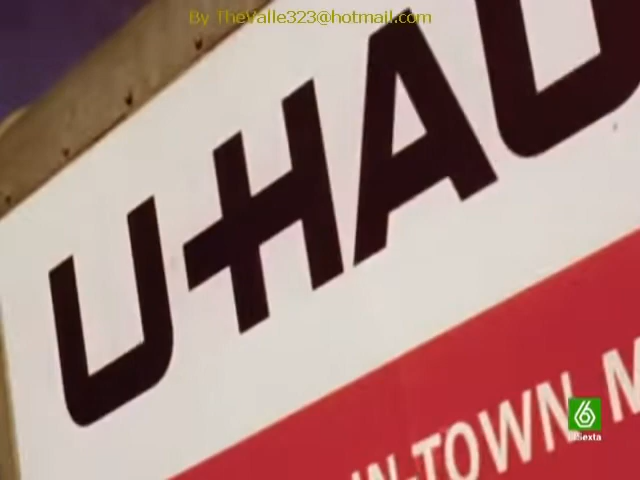 By TheValle323@hotmail.com
U-HAU
IN-TOWN M
6
laSexta